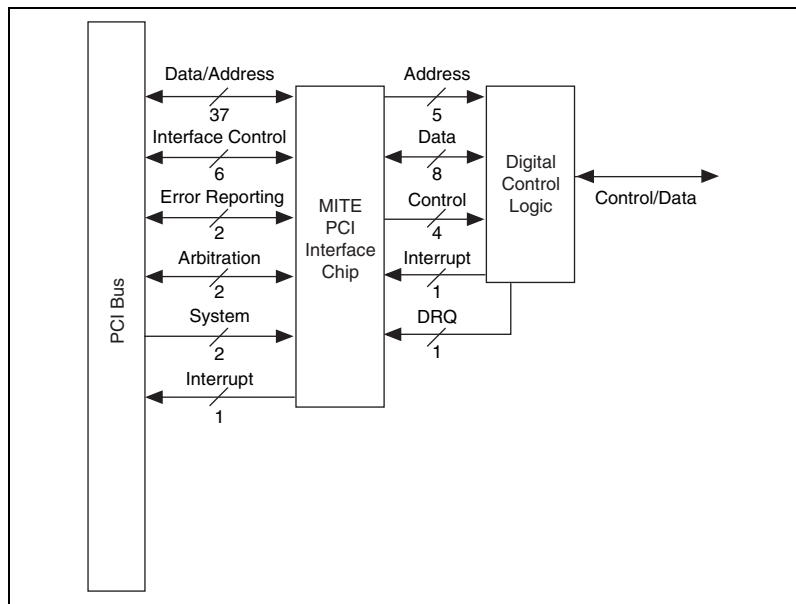 PCI Bus
Data/Address
37
Interface Control
6
Error Reporting
2
Arbitration
2
System
2
Interrupt
1
MITE
PCI
Interface
Chip
Address
5
Data
8
Control
4
Interrupt
1
DRQ
1
Digital
Control
Logic
Control/Data